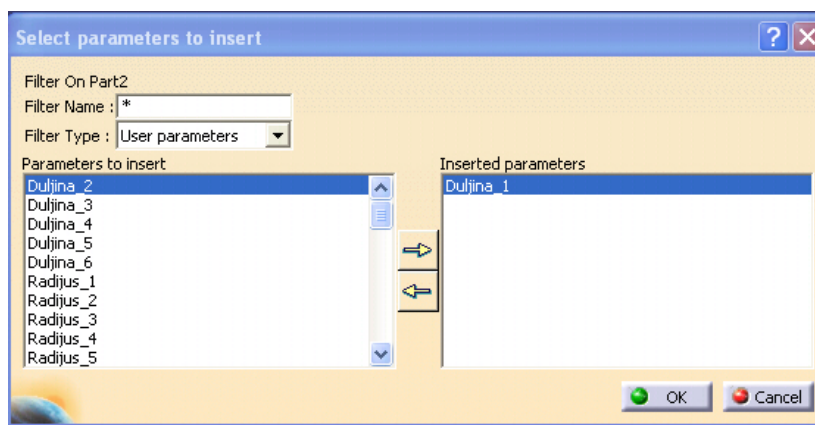 Select parameters to insert
Filter On Part2
Filter Name : *
Filter Type : User parameters
Parameters to insert
Duljina_2
Duljina_3
Duljina_4
Duljina_5
Duljina_6
Radijus_1
Radijus_2
Radijus_3
Radijus_4
Radijus_5
Inserted parameters
Duljina_1
OK
Cancel